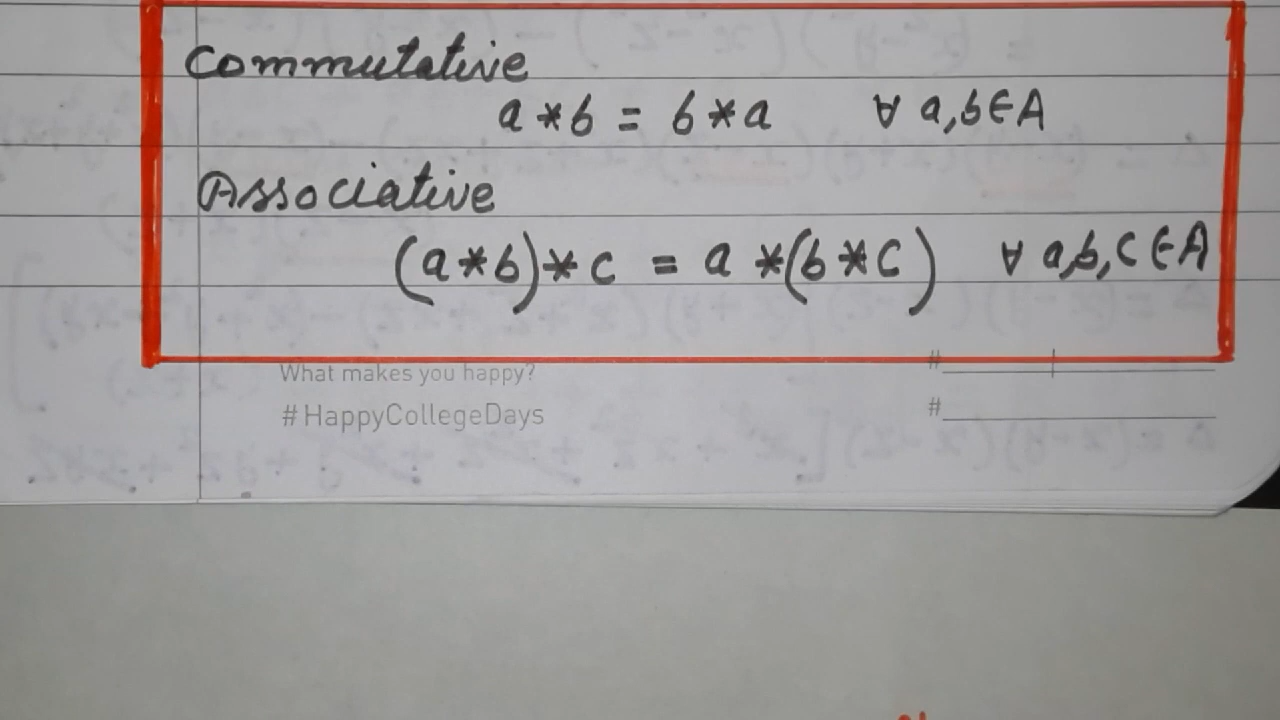 Commutative
a * b = b * a ∀ a,b ∈ A
Associative
(a * b) * c = a * (b * c) ∀ a,b,c ∈ A
What makes you happy?
#HappyCollegeDays
#
#